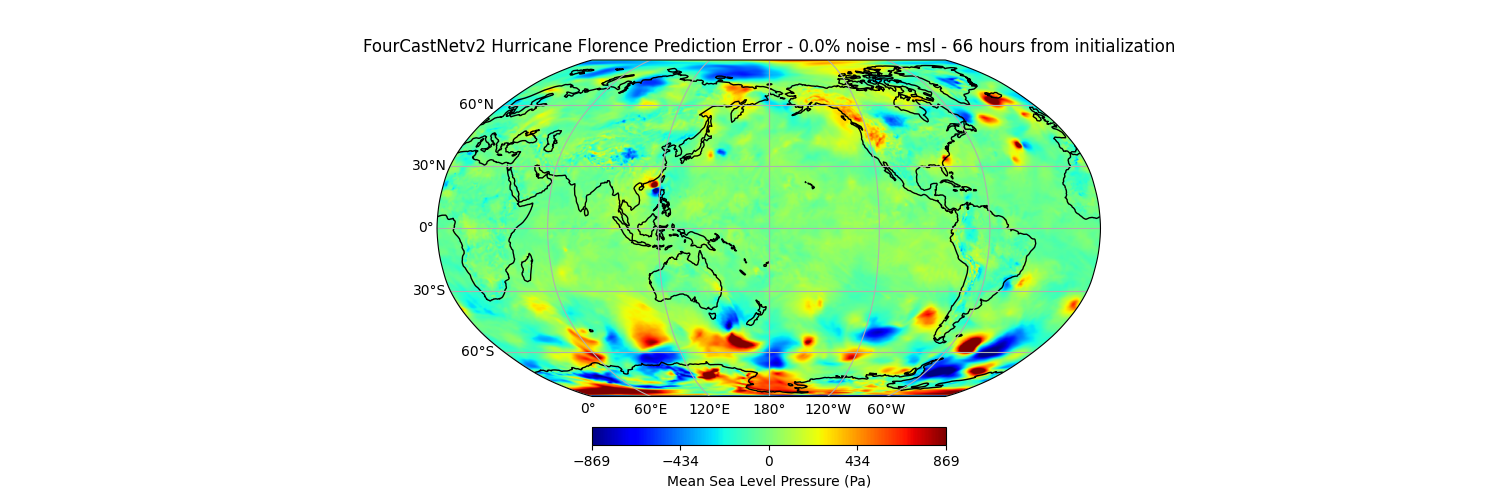 FourCastNetv2 Hurricane Florence Prediction Error - 0.0% noise - msl - 66 hours from initialization
60°N
30°N
0°
30°S
60°S
0° 60°E 120°E 180° 120°W 60°W
−869 −434 0 434 869
Mean Sea Level Pressure (Pa)